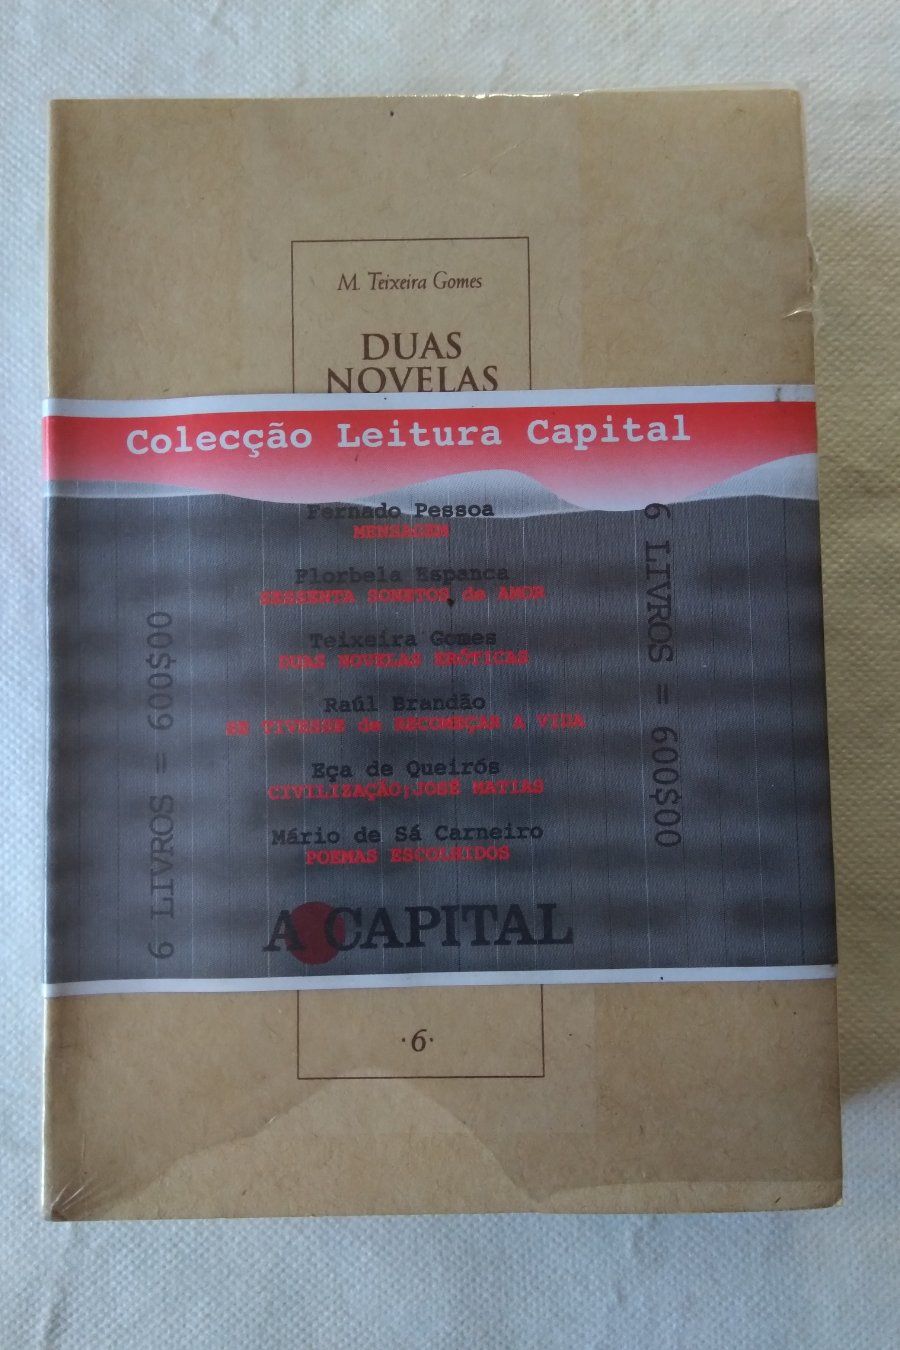 M. Teixeira Gomes
DUAS
NOVELAS
Colecção Leitura Capital
Fernado Pessoa
MENSAGEM
Florbela Espanca
SESSENTA SONETOS de AMOR
Teixeira Gomes
DUAS NOVELAS ERÓTICAS
Raúl Brandão
SE TIVESSE de RECOMEÇAR A VIDA
Eça de Queirós
CIVILIZAÇÃO;JOSÉ MATIAS
Mário de Sá Carneiro
POEMAS ESCOLHIDOS
6 LIVROS = 600$00
6 LIVROS = 600$00
A CAPITAL
·6·